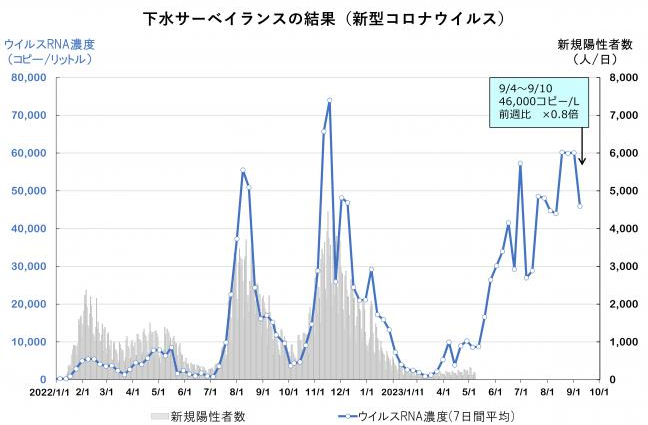 下水サーベイランスの結果（新型コロナウイルス）
ウイルスRNA濃度
（コピー/リットル）
新規陽性者数
（人/日）
80,000
70,000
60,000
50,000
40,000
30,000
20,000
10,000
0
9/4～9/10
46,000コピー/L
前週比　×0.8倍
8,000
7,000
6,000
5,000
4,000
3,000
2,000
1,000
0
2022/1/1 2/1 3/1 4/1 5/1 6/1 7/1 8/1 9/1 10/1 11/1 12/1 2023/1/1 2/1 3/1 4/1 5/1 6/1 7/1 8/1 9/1 10/1
新規陽性者数 ウイルスRNA濃度(7日間平均)